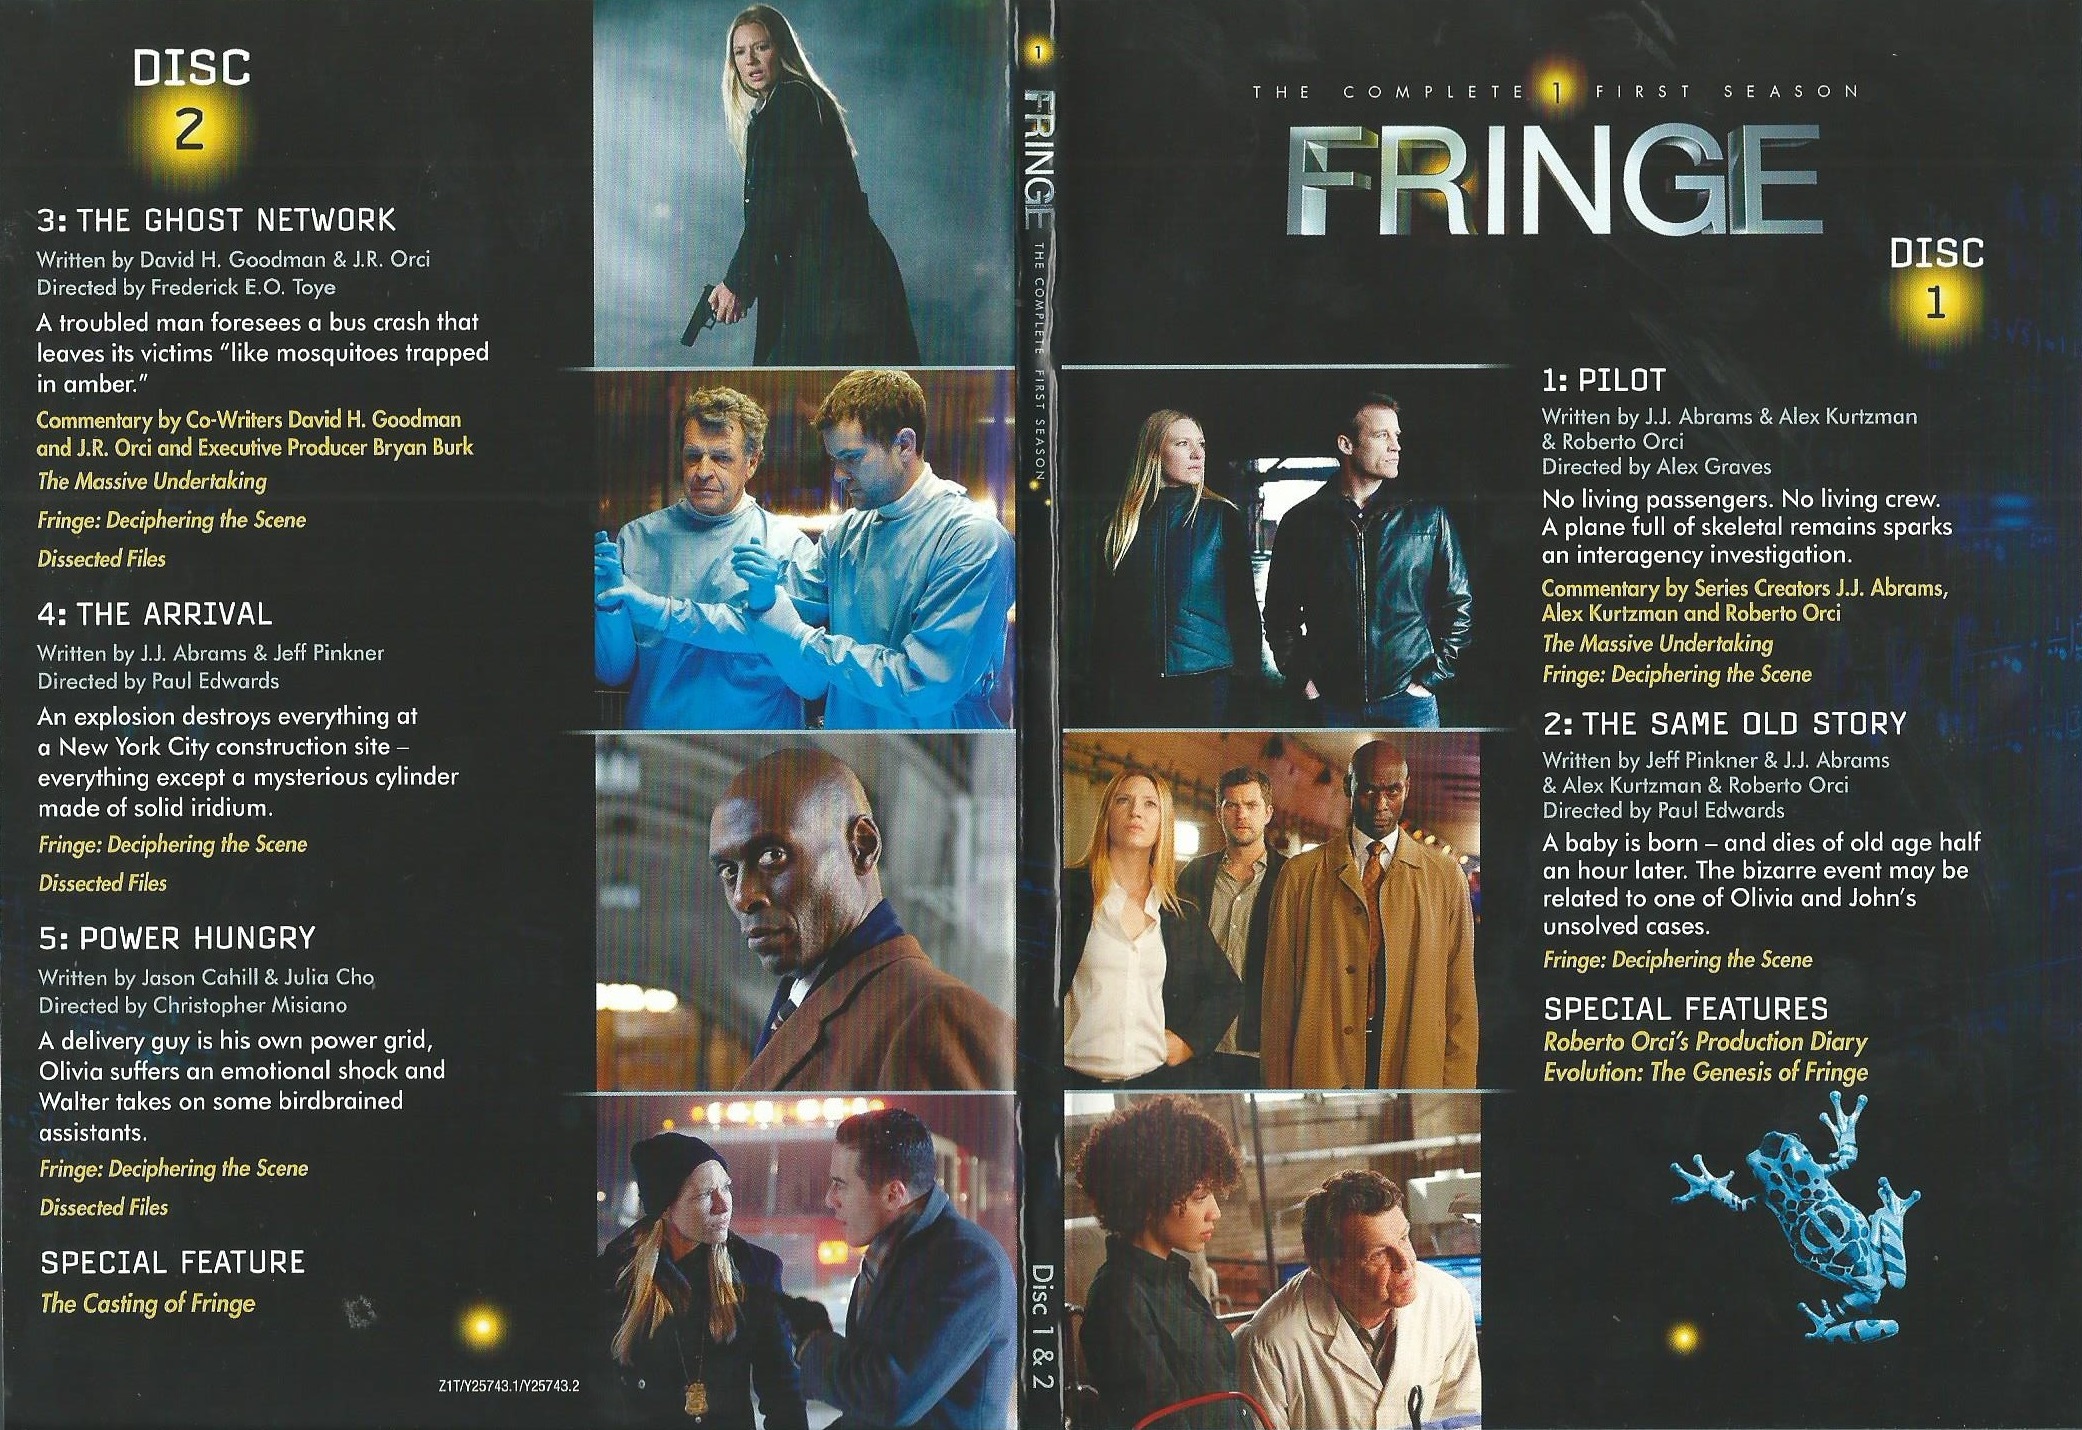 DISC
2
3: THE GHOST NETWORK
Written by David H. Goodman & J.R. Orci
Directed by Frederick E.O. Toye
A troubled man foresees a bus crash that
leaves its victims “like mosquitoes trapped
in amber.”
Commentary by Co-Writers David H. Goodman
and J.R. Orci and Executive Producer Bryan Burk
The Massive Undertaking
Fringe: Deciphering the Scene
Dissected Files
4: THE ARRIVAL
Written by J.J. Abrams & Jeff Pinkner
Directed by Paul Edwards
An explosion destroys everything at
a New York City construction site –
everything except a mysterious cylinder
made of solid iridium.
Fringe: Deciphering the Scene
Dissected Files
5: POWER HUNGRY
Written by Jason Cahill & Julia Cho
Directed by Christopher Misiano
A delivery guy is his own power grid,
Olivia suffers an emotional shock and
Walter takes on some birdbrained
assistants.
Fringe: Deciphering the Scene
Dissected Files
SPECIAL FEATURE
The Casting of Fringe
Z1T/Y25743.1/Y25743.2
1
FRINGE THE COMPLETE FIRST SEASON
Disc 1 & 2
THE COMPLETE 1 FIRST SEASON
FRINGE
DISC
1
1: PILOT
Written by J.J. Abrams & Alex Kurtzman
& Roberto Orci
Directed by Alex Graves
No living passengers. No living crew.
A plane full of skeletal remains sparks
an interagency investigation.
Commentary by Series Creators J.J. Abrams,
Alex Kurtzman and Roberto Orci
The Massive Undertaking
Fringe: Deciphering the Scene
2: THE SAME OLD STORY
Written by Jeff Pinkner & J.J. Abrams
& Alex Kurtzman & Roberto Orci
Directed by Paul Edwards
A baby is born – and dies of old age half
an hour later. The bizarre event may be
related to one of Olivia and John's
unsolved cases.
Fringe: Deciphering the Scene
SPECIAL FEATURES
Roberto Orci's Production Diary
Evolution: The Genesis of Fringe